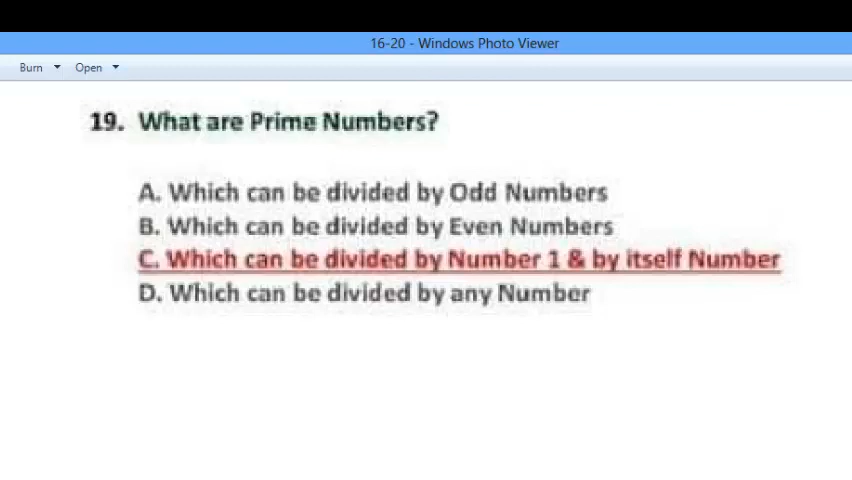 16-20 - Windows Photo Viewer
Burn Open
19. What are Prime Numbers?
A. Which can be divided by Odd Numbers
B. Which can be divided by Even Numbers
C. Which can be divided by Number 1 & by itself Number
D. Which can be divided by any Number